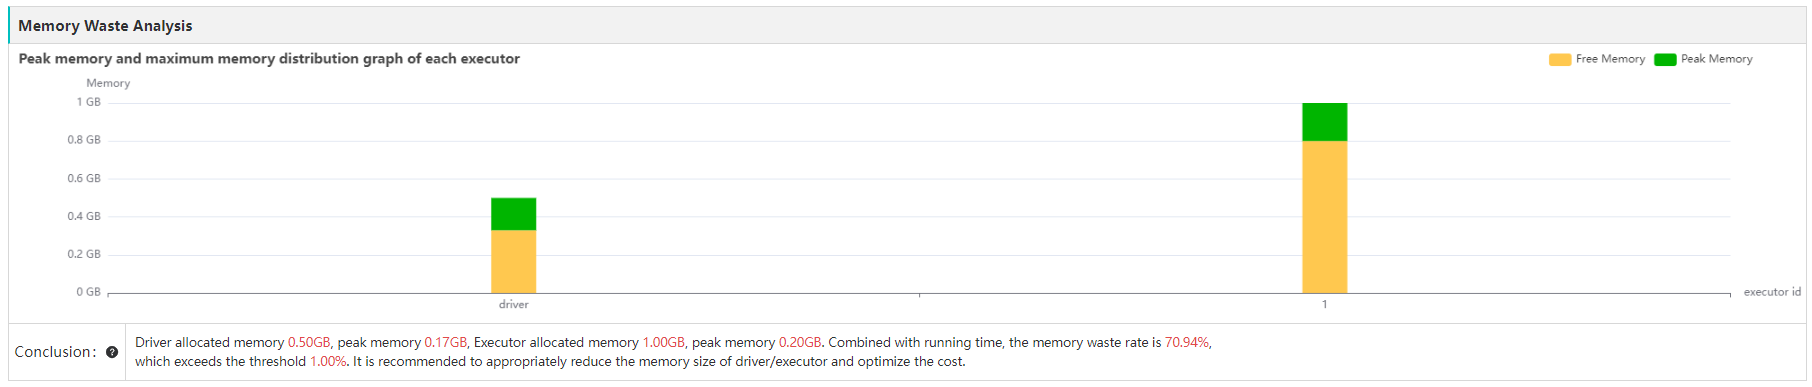 Memory Waste Analysis
Peak memory and maximum memory distribution graph of each executor
Free Memory
Peak Memory
Memory
1 GB
0.8 GB
0.6 GB
0.4 GB
0.2 GB
0 GB
driver
1
executor id
Conclusion: ?
Driver allocated memory 0.50GB, peak memory 0.17GB, Executor allocated memory 1.00GB, peak memory 0.20GB. Combined with running time, the memory waste rate is 70.94%,
which exceeds the threshold 1.00%. It is recommended to appropriately reduce the memory size of driver/executor and optimize the cost.